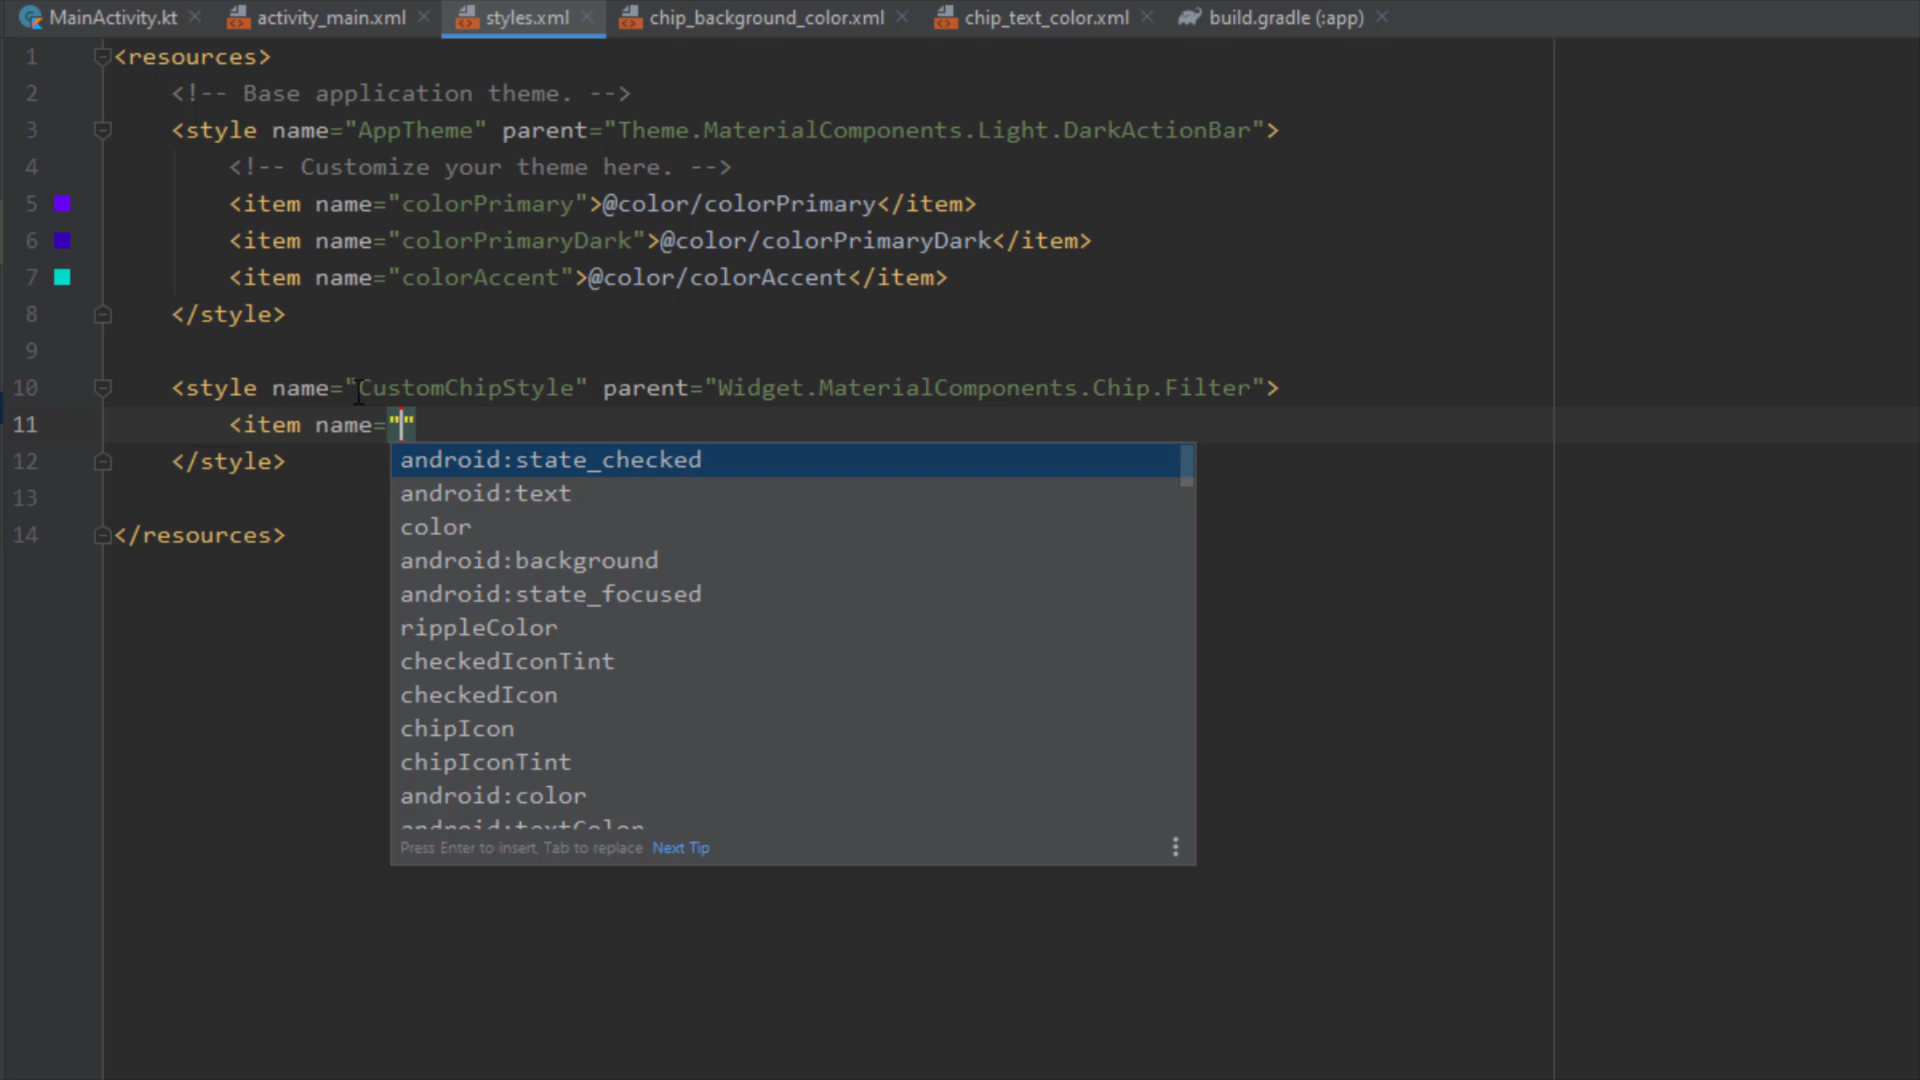 MainActivity.kt activity_main.xml styles.xml chip_background_color.xml chip_text_color.xml build.gradle (:app)
1 <resources>
2 <!-- Base application theme. -->
3 <style name="AppTheme" parent="Theme.MaterialComponents.Light.DarkActionBar">
4 <!-- Customize your theme here. -->
5 <item name="colorPrimary">@color/colorPrimary</item>
6 <item name="colorPrimaryDark">@color/colorPrimaryDark</item>
7 <item name="colorAccent">@color/colorAccent</item>
8 </style>
9
10 <style name="CustomChipStyle" parent="Widget.MaterialComponents.Chip.Filter">
11 <item name=""
12 </style>
13
14 </resources>
android:state_checked
android:text
color
android:background
android:state_focused
rippleColor
checkedIconTint
checkedIcon
chipIcon
chipIconTint
android:color
android:textColor
Press Enter to insert, Tab to replace Next Tip